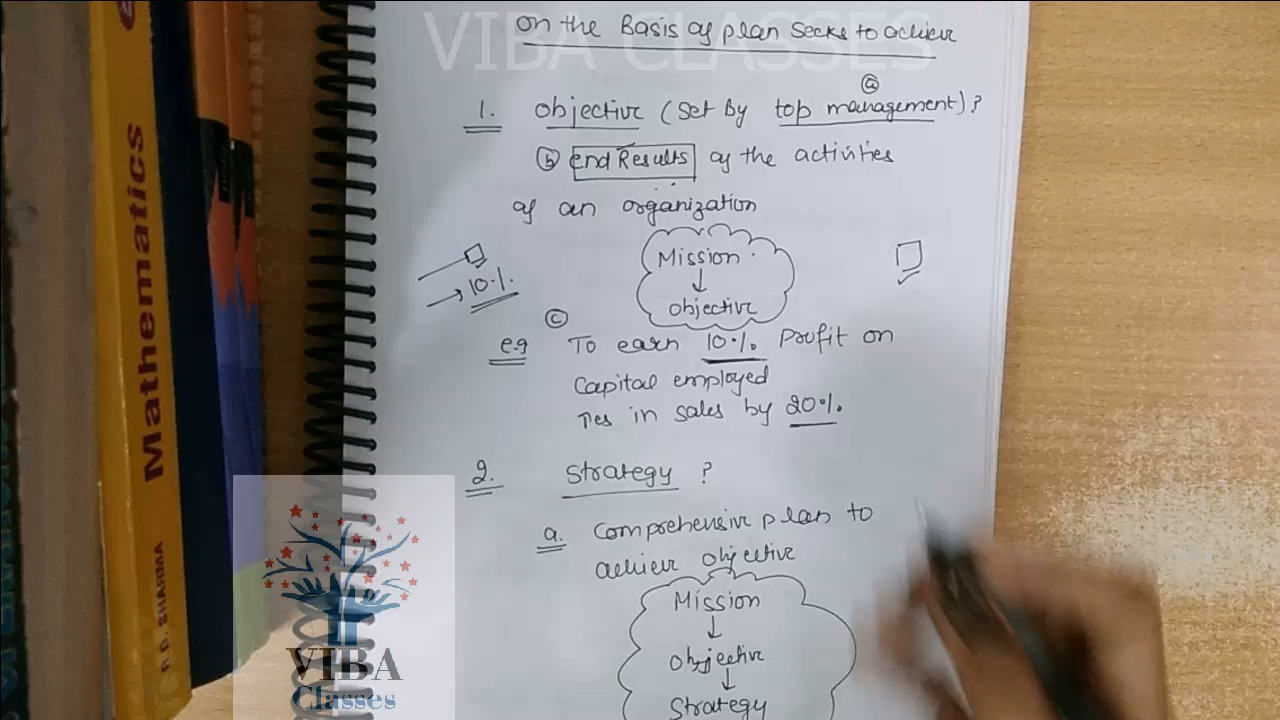 VIBA CLASSES
on the Basis of plan seeks to achieve
1. objective (set By top management)?
ⓐ
ⓑ end Results of the activities
of an organization
Mission
↓
objective
→ 10%.
ⓒ
e.g To earn 10%. Profit on
Capital employed
↑es in sales by 20%.
2. Strategy ?
a. Comprehensive plan to
achieve objective
Mission
↓
Objective
↓
Strategy
Mathematics
R.D. SHARMA
VIBA
Classes